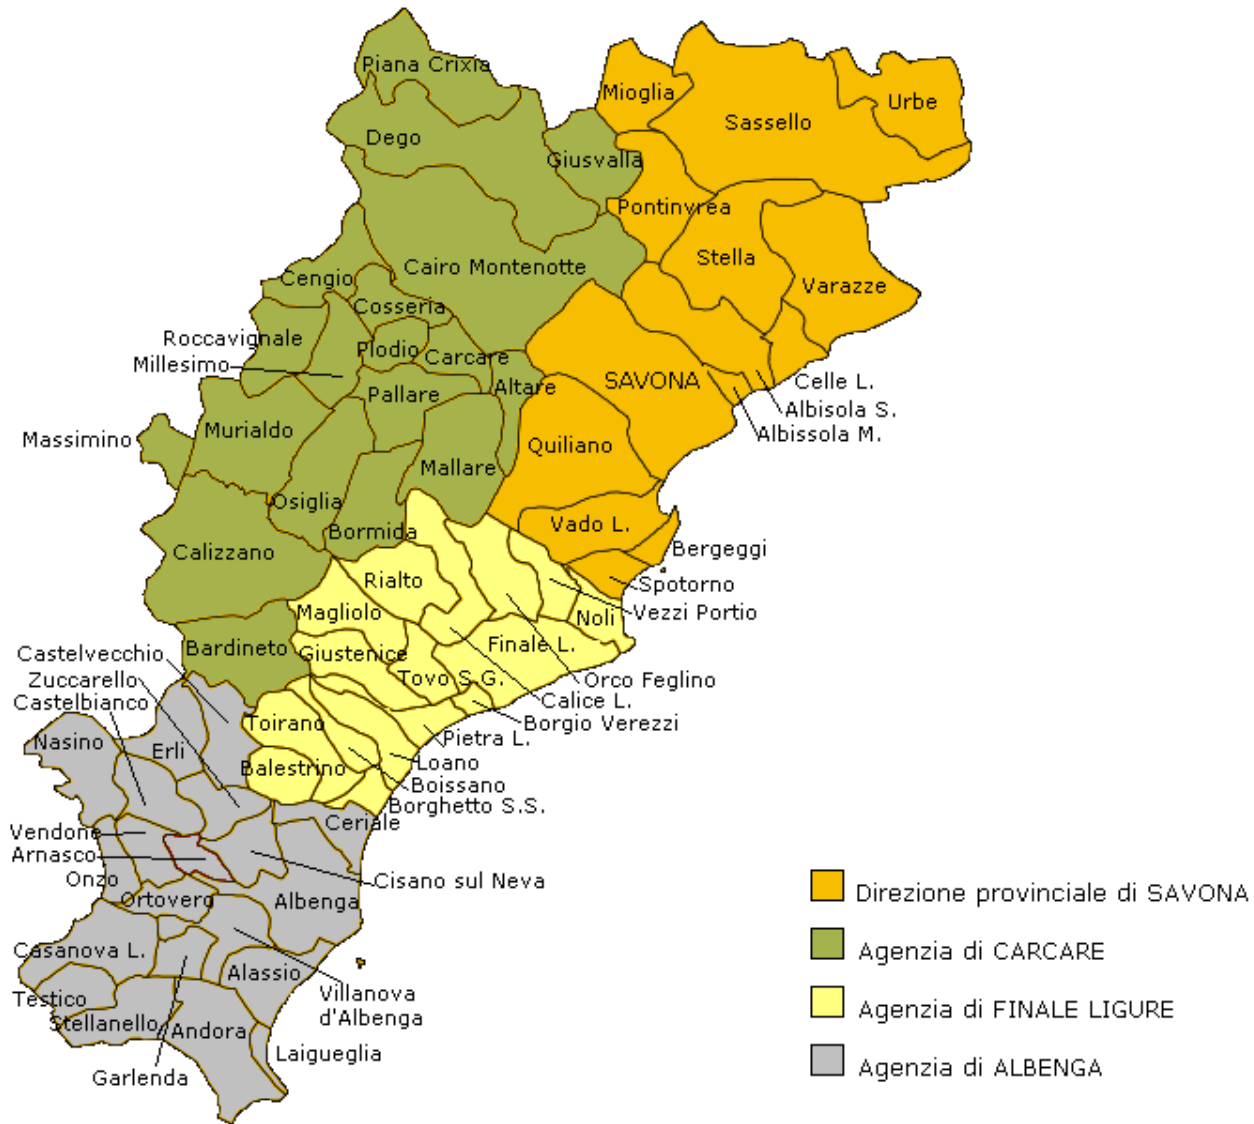 Piana Crixia
Mioglia
Urbe
Sassello
Dego
Giusvalla
Pontinvrea
Stella
Cairo Montenotte
Cengio
Varazze
Cosseria
Roccavignale
Plodio
Carcare
Millesimo
SAVONA
Celle L.
Altare
Pallare
Albisola S.
Murialdo
Massimino
Albissola M.
Quiliano
Mallare
Osiglia
Vado L.
Bormida
Bergeggi
Calizzano
Rialto
Spotorno
Magliolo
Vezzi Portio
Noli
Finale L.
Bardineto
Castelvecchio
Giustenice
Tovo S.G.
Orco Feglino
Zuccarello
Castelbianco
Calice L.
Toirano
Borgio Verezzi
Nasino
Erli
Pietra L.
Loano
Balestrino
Boissano
Borghetto S.S.
Ceriale
Vendone
Arnasco
Onzo
Cisano sul Neva
Ortovero
Albenga
Casanova L.
Alassio
Testico
Villanova
d'Albenga
Stellanello
Andora
Laigueglia
Garlenda
Direzione provinciale di SAVONA
Agenzia di CARCARE
Agenzia di FINALE LIGURE
Agenzia di ALBENGA